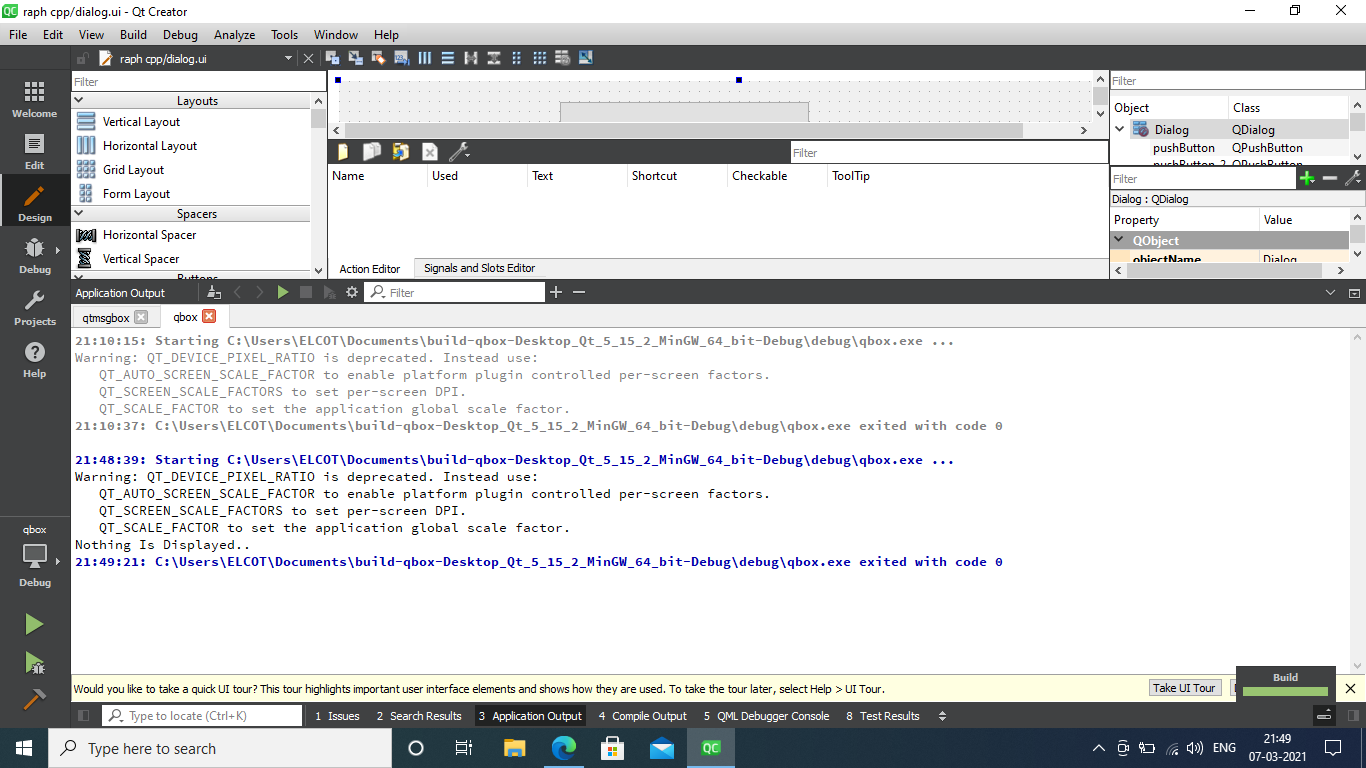 raph cpp/dialog.ui - Qt Creator
File Edit View Build Debug Analyze Tools Window Help
raph cpp/dialog.ui
Filter
Layouts
Vertical Layout
Horizontal Layout
Grid Layout
Form Layout
Spacers
Horizontal Spacer
Vertical Spacer
Welcome
Edit
Design
Debug
Projects
Help
Filter
Name Used Text Shortcut Checkable ToolTip
Action Editor Signals and Slots Editor
Filter
Object Class
Dialog QDialog
pushButton QPushButton
pushButton_2 QPushButton
Filter
Dialog : QDialog
Property Value
QObject
objectName Dialog
Application Output
Filter
qtmsgbox qbox
21:10:15: Starting C:\Users\ELCOT\Documents\build-qbox-Desktop_Qt_5_15_2_MinGW_64_bit-Debug\debug\qbox.exe ...
Warning: QT_DEVICE_PIXEL_RATIO is deprecated. Instead use:
QT_AUTO_SCREEN_SCALE_FACTOR to enable platform plugin controlled per-screen factors.
QT_SCREEN_SCALE_FACTORS to set per-screen DPI.
QT_SCALE_FACTOR to set the application global scale factor.
21:10:37: C:\Users\ELCOT\Documents\build-qbox-Desktop_Qt_5_15_2_MinGW_64_bit-Debug\debug\qbox.exe exited with code 0
21:48:39: Starting C:\Users\ELCOT\Documents\build-qbox-Desktop_Qt_5_15_2_MinGW_64_bit-Debug\debug\qbox.exe ...
Warning: QT_DEVICE_PIXEL_RATIO is deprecated. Instead use:
QT_AUTO_SCREEN_SCALE_FACTOR to enable platform plugin controlled per-screen factors.
QT_SCREEN_SCALE_FACTORS to set per-screen DPI.
QT_SCALE_FACTOR to set the application global scale factor.
Nothing Is Displayed..
21:49:21: C:\Users\ELCOT\Documents\build-qbox-Desktop_Qt_5_15_2_MinGW_64_bit-Debug\debug\qbox.exe exited with code 0
qbox
Debug
Would you like to take a quick UI tour? This tour highlights important user interface elements and shows how they are used. To take the tour later, select Help > UI Tour.
Take UI Tour
Build
Type to locate (Ctrl+K)
1 Issues 2 Search Results 3 Application Output 4 Compile Output 5 QML Debugger Console 8 Test Results
Type here to search
QC
ENG
21:49
07-03-2021